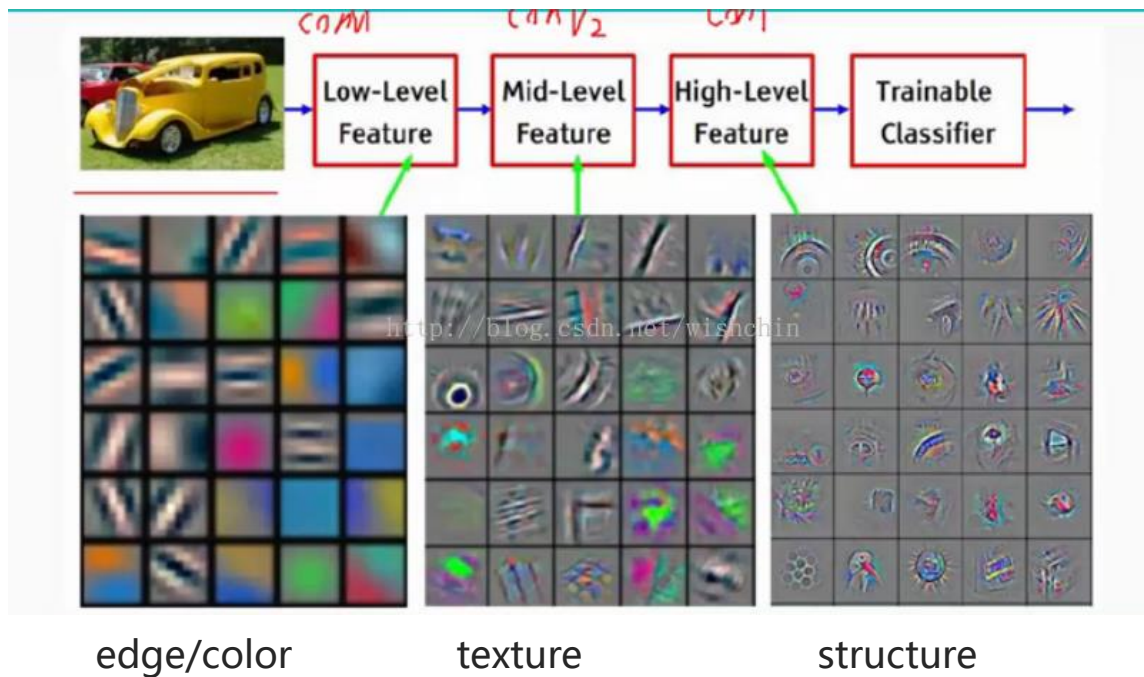 Low-Level
Feature
Mid-Level
Feature
High-Level
Feature
Trainable
Classifier
http://blog.csdn.net/wishchin
edge/color
texture
structure